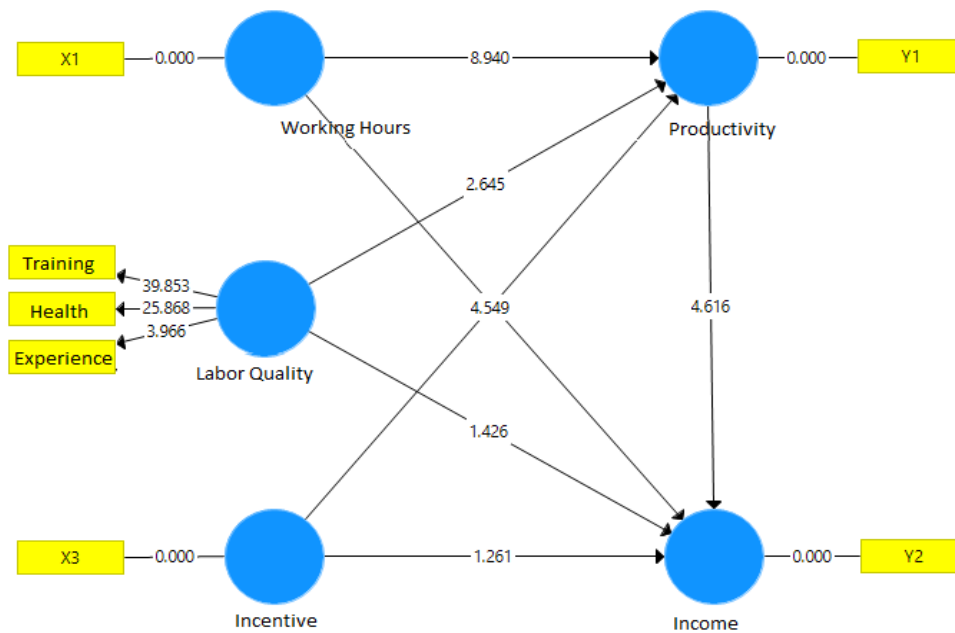 X1
0.000
8.940
0.000
Y1
Working Hours
Productivity
2.645
Training
39.853
Health
25.868
4.549
4.616
3.966
Experience
Labor Quality
1.426
X3
0.000
1.261
0.000
Y2
Incentive
Income